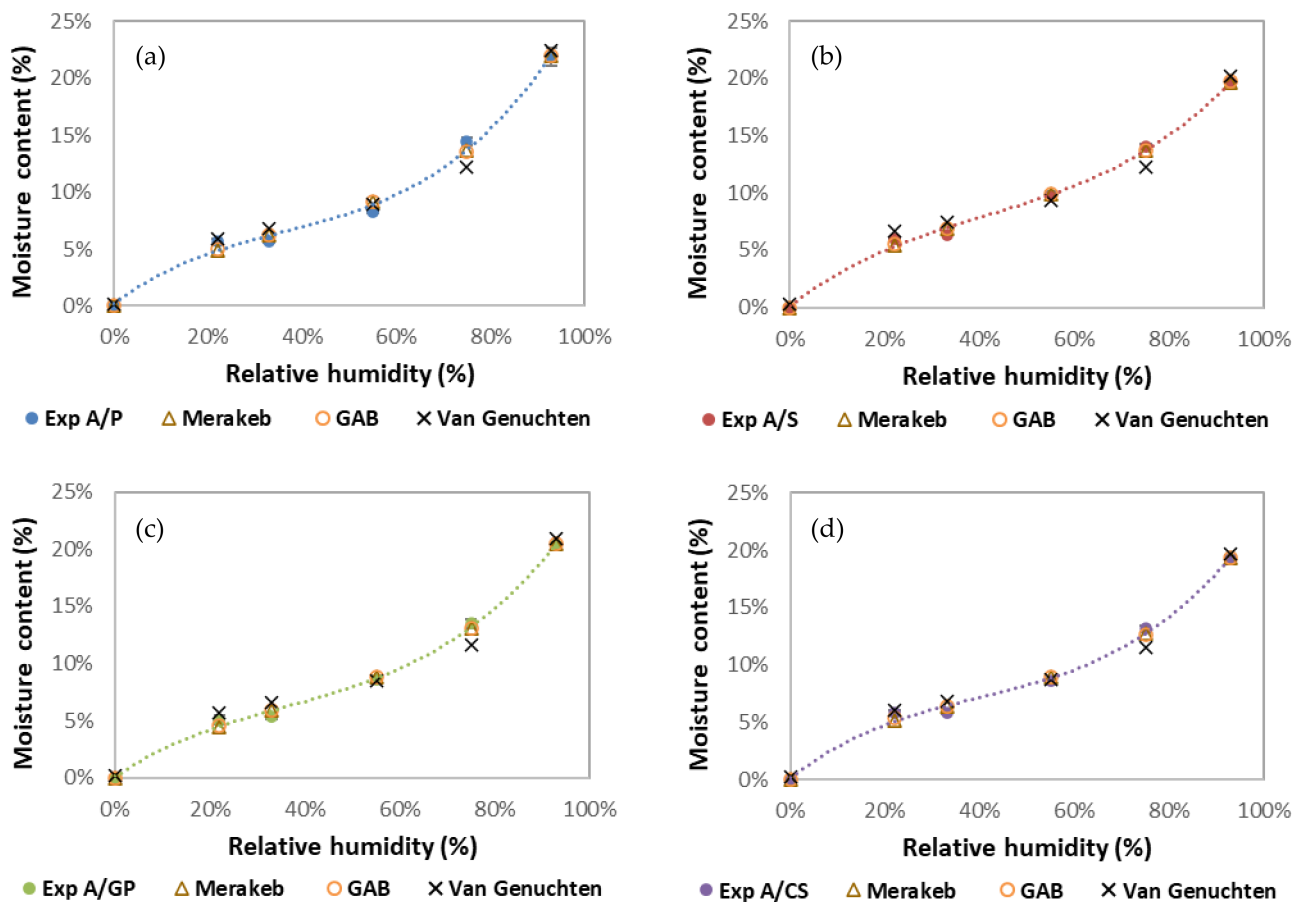 (a)
Moisture content (%)
25%
20%
15%
10%
5%
0%
0% 20% 40% 60% 80% 100%
Relative humidity (%)
Exp A/P Merakeb GAB Van Genuchten
(b)
Moisture content (%)
25%
20%
15%
10%
5%
0%
0% 20% 40% 60% 80% 100%
Relative humidity (%)
Exp A/S Merakeb GAB Van Genuchten
(c)
Moisture content (%)
25%
20%
15%
10%
5%
0%
0% 20% 40% 60% 80% 100%
Relative humidity (%)
Exp A/GP Merakeb GAB Van Genuchten
(d)
Moisture content (%)
25%
20%
15%
10%
5%
0%
0% 20% 40% 60% 80% 100%
Relative humidity (%)
Exp A/CS Merakeb GAB Van Genuchten